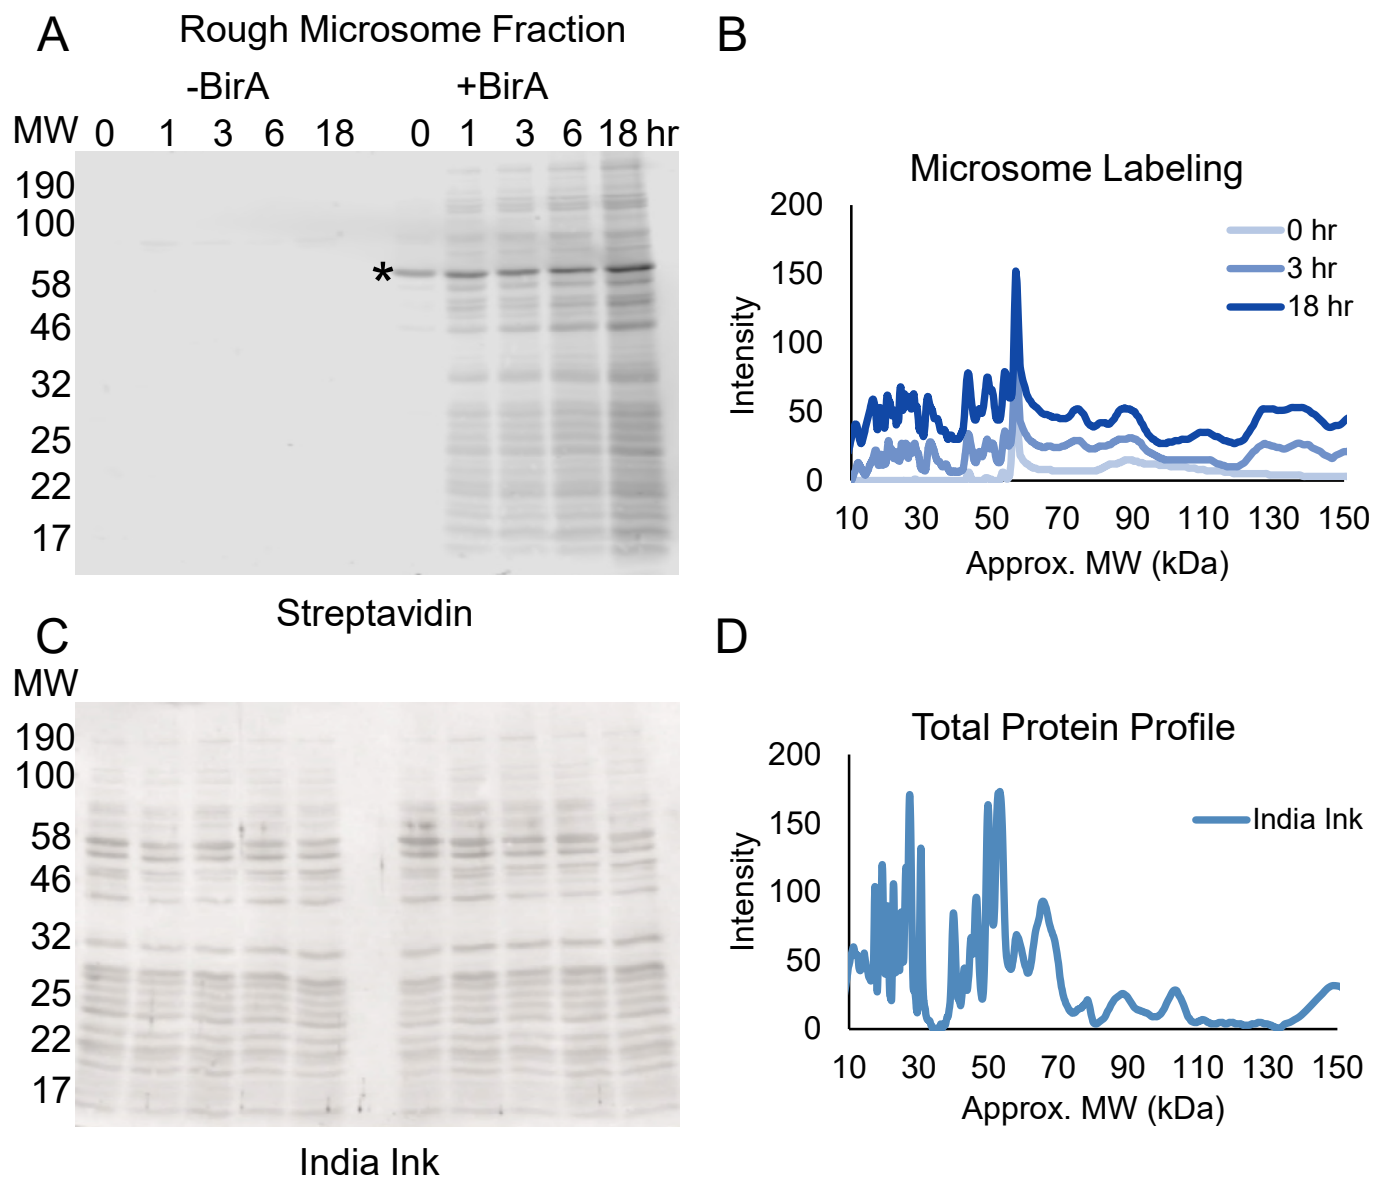 A
Rough Microsome Fraction
-BirA +BirA
MW 0 1 3 6 18 0 1 3 6 18 hr
190
100
58
46
32
25
22
17
*
Streptavidin
B
Microsome Labeling
200
150
100
50
0
Intensity
0 hr
3 hr
18 hr
10 30 50 70 90 110 130 150
Approx. MW (kDa)
C
MW
190
100
58
46
32
25
22
17
India Ink
D
Total Protein Profile
200
150
100
50
0
Intensity
India Ink
10 30 50 70 90 110 130 150
Approx. MW (kDa)